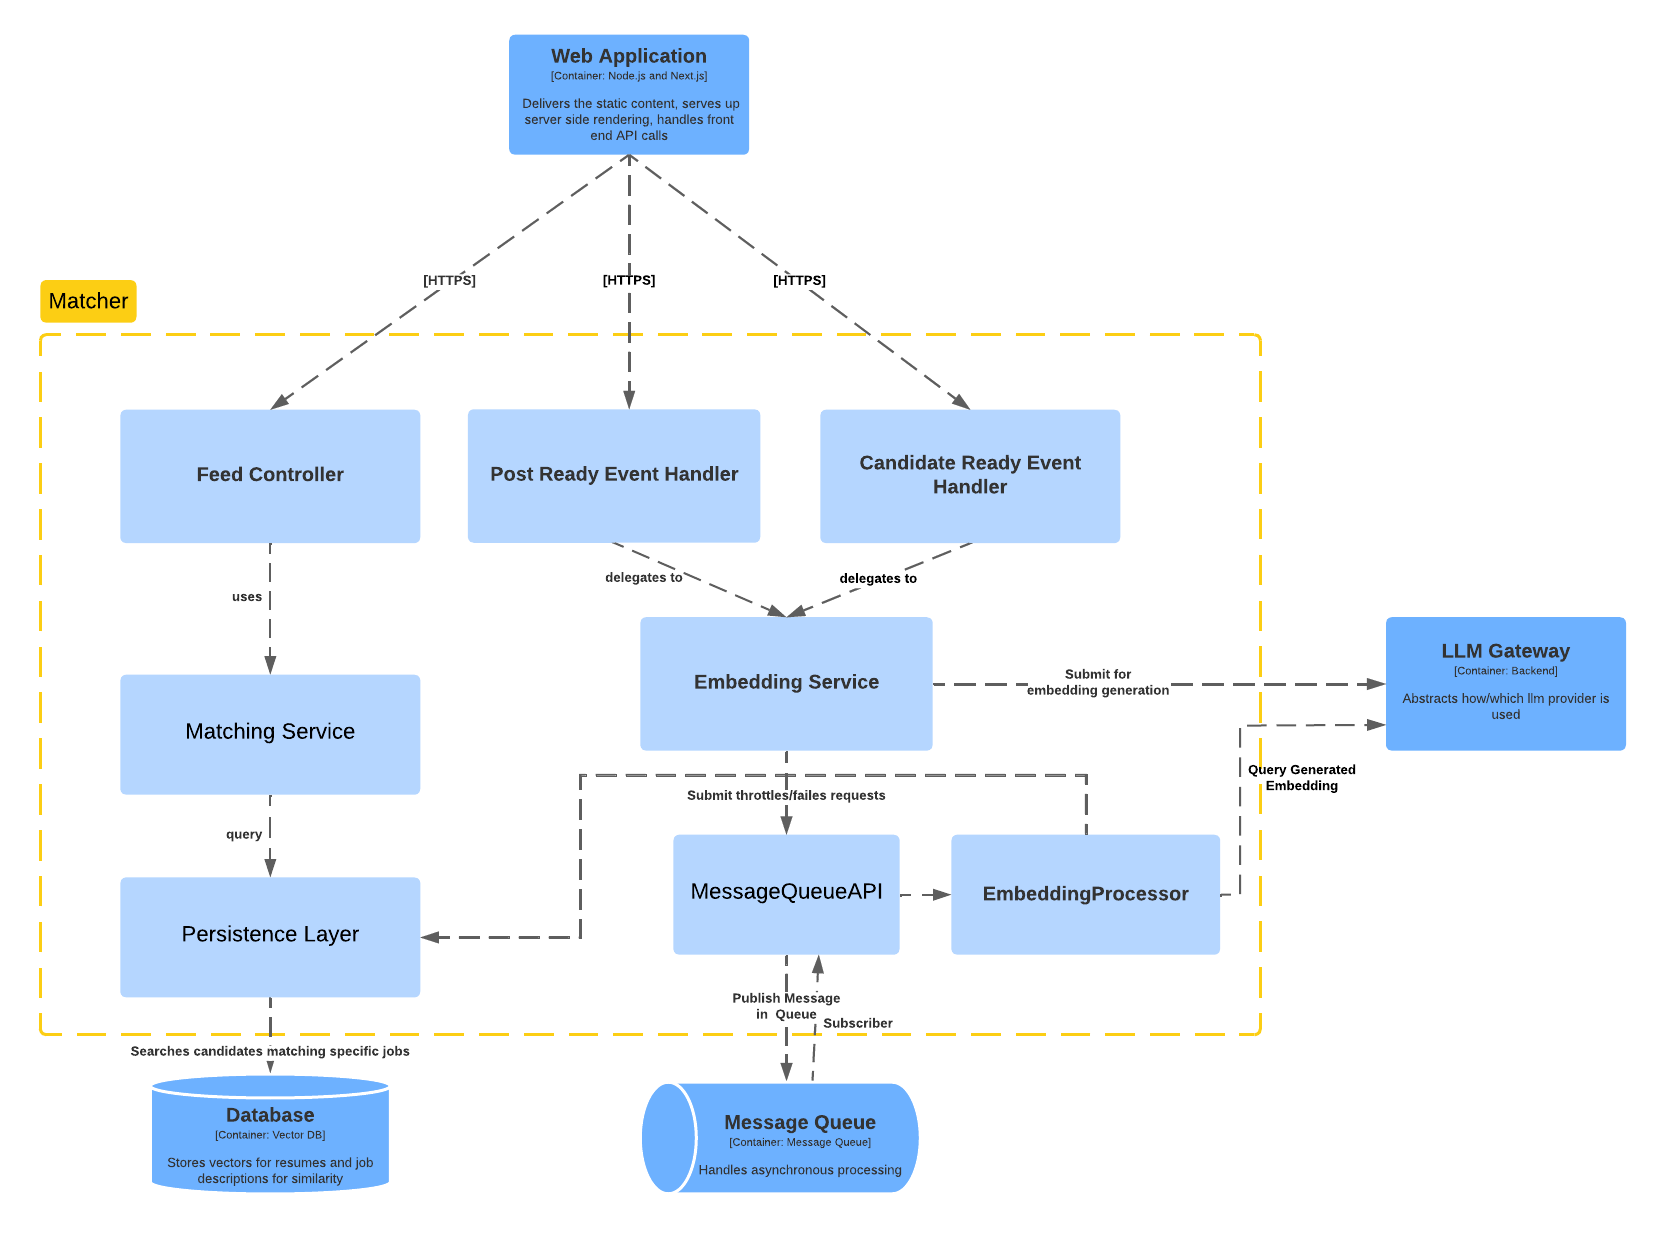 Web Application
[Container: Node.js and Next.js]
Delivers the static content, serves up
server side rendering, handles front
end API calls
[HTTPS]
[HTTPS]
[HTTPS]
Matcher
Feed Controller
Post Ready Event Handler
Candidate Ready Event
Handler
uses
delegates to
delegates to
Matching Service
Embedding Service
Submit for
embedding generation
LLM Gateway
[Container: Backend]
Abstracts how/which llm provider is
used
Query Generated
Embedding
query
Submit throttles/failes requests
Persistence Layer
MessageQueueAPI
EmbeddingProcessor
Publish Message
in Queue
Subscriber
Searches candidates matching specific jobs
Database
[Container: Vector DB]
Stores vectors for resumes and job
descriptions for similarity
Message Queue
[Container: Message Queue]
Handles asynchronous processing